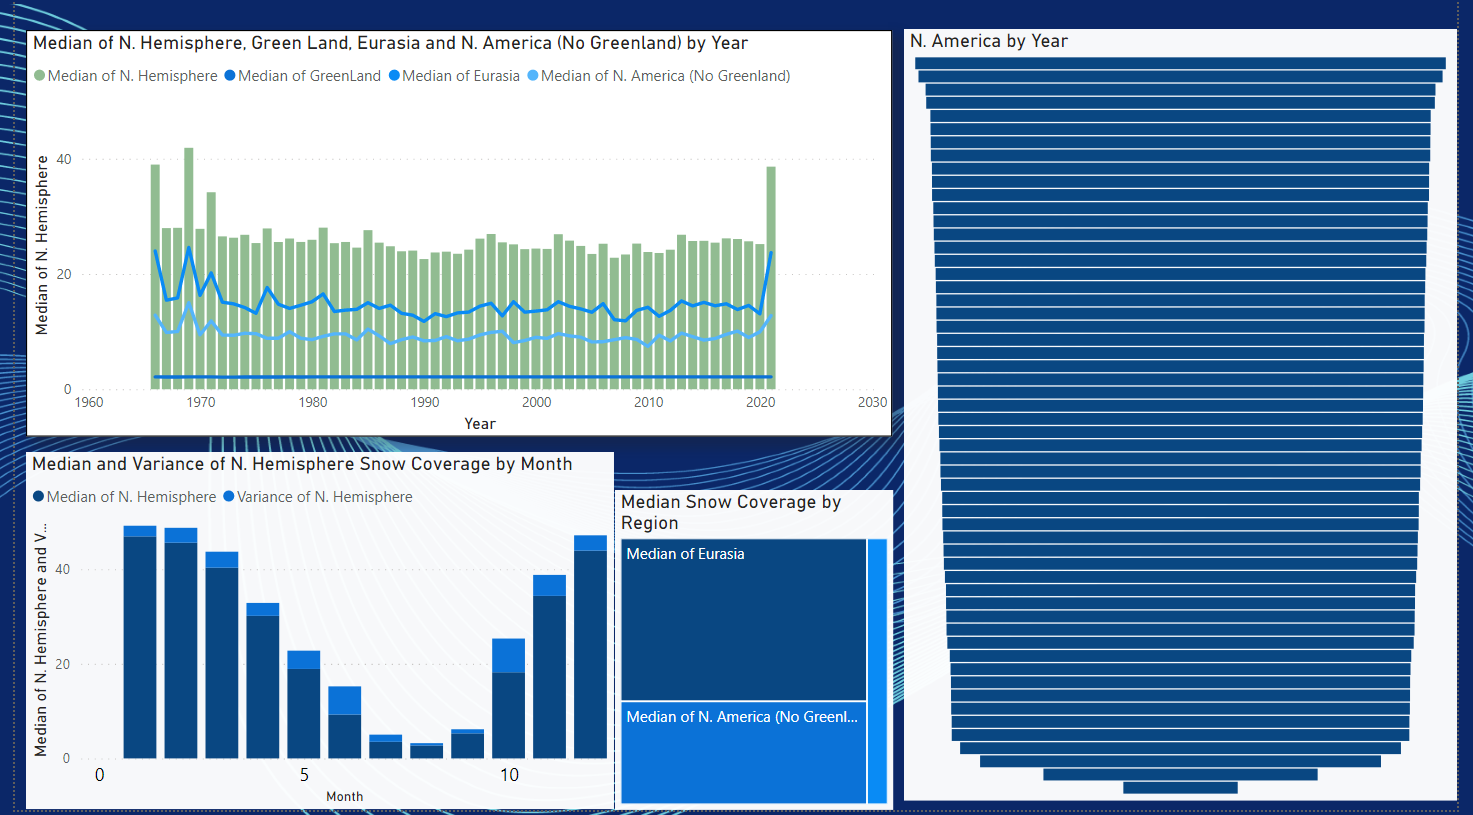 Median of N. Hemisphere, Green Land, Eurasia and N. America (No Greenland) by Year
Median of N. Hemisphere Median of GreenLand Median of Eurasia Median of N. America (No Greenland)
Median of N. Hemisphere
40
20
0
1960 1970 1980 1990 2000 2010 2020 2030
Year
N. America by Year
Median and Variance of N. Hemisphere Snow Coverage by Month
Median of N. Hemisphere Variance of N. Hemisphere
Median of N. Hemisphere and V...
40
20
0
0 5 10
Month
Median Snow Coverage by
Region
Median of Eurasia
Median of N. America (No Greenl...